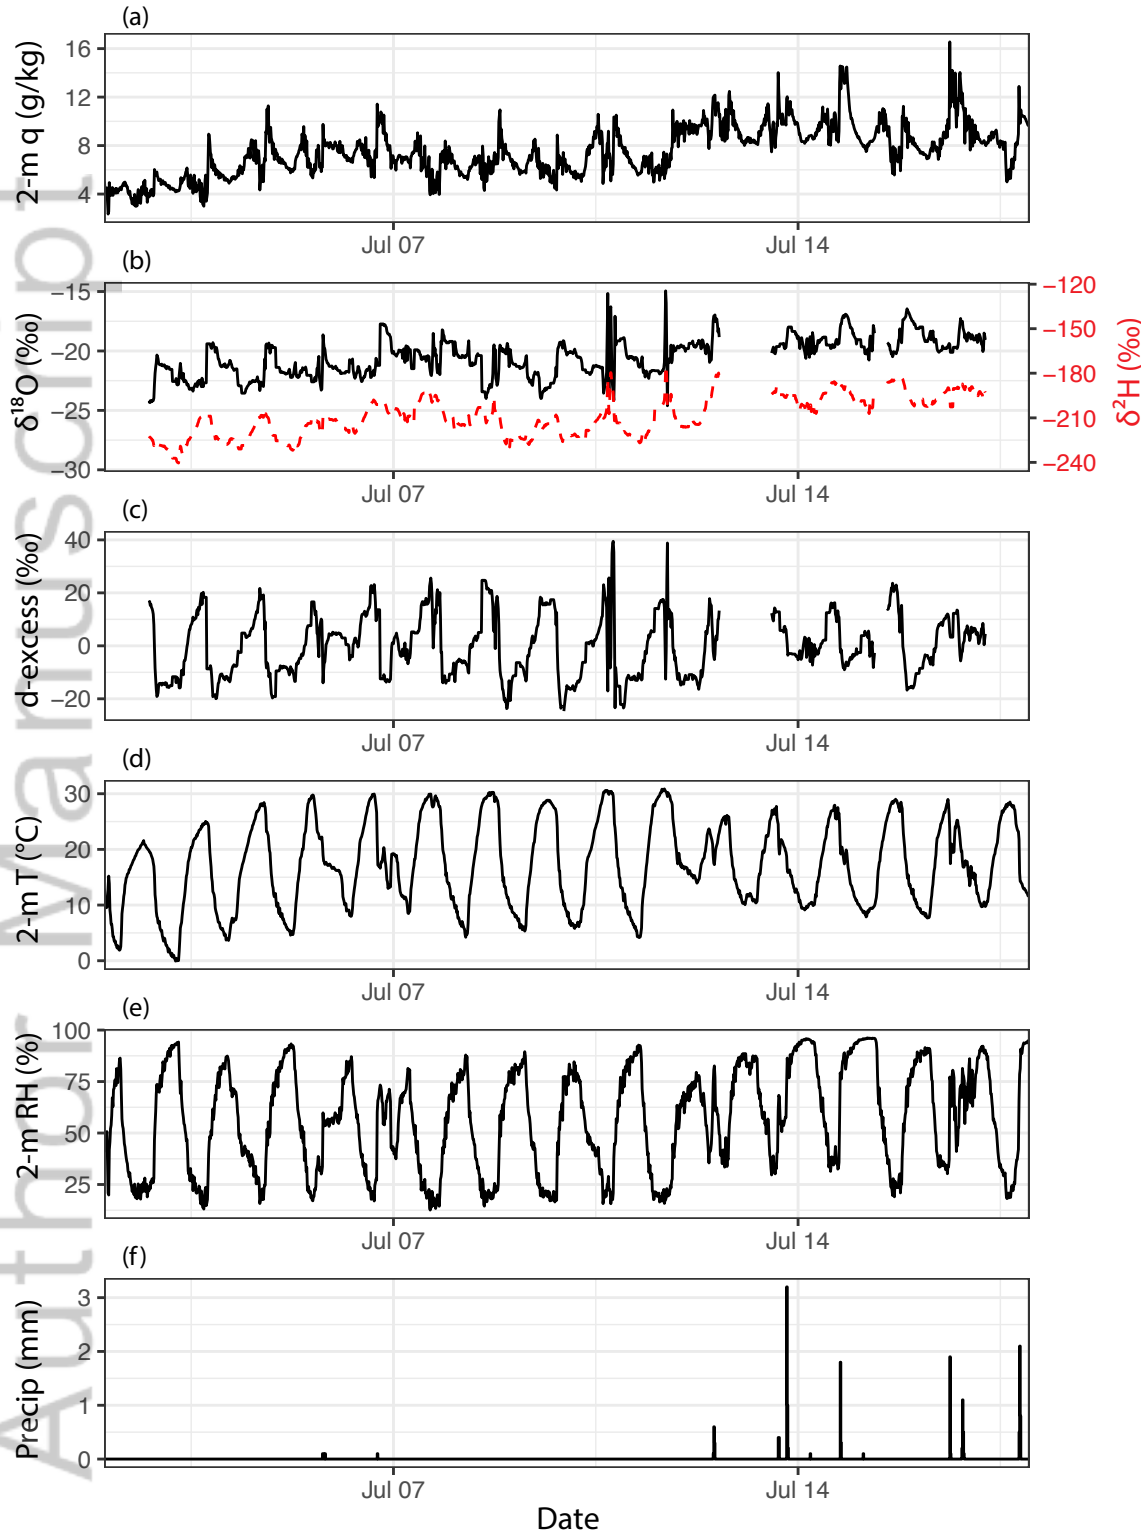 (a)
2-m q (g/kg)
16
12
8
4
Jul 07
Jul 14
(b)
δ¹⁸O (‰)
−15
−20
−25
−30
−120
−150
−180
−210
−240
δ²H (‰)
Jul 07
Jul 14
(c)
d-excess (‰)
40
20
0
−20
Jul 07
Jul 14
(d)
2-m T (°C)
30
20
10
0
Jul 07
Jul 14
(e)
2-m RH (%)
100
75
50
25
Jul 07
Jul 14
(f)
Precip (mm)
3
2
1
0
Jul 07
Jul 14
Date
Author Manuscript